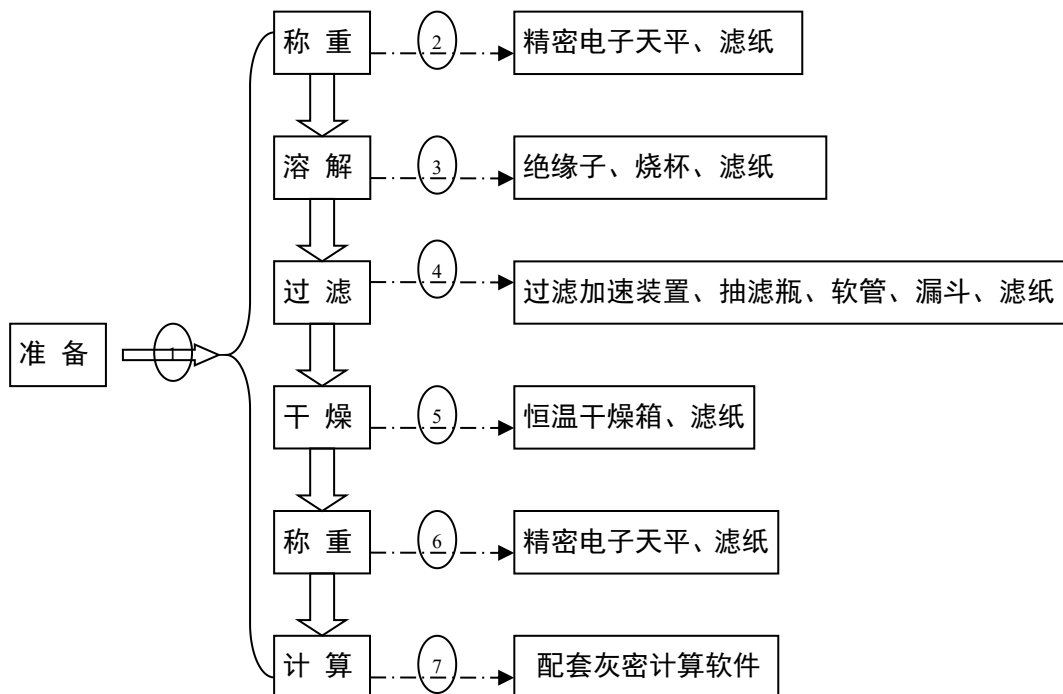 称 重
2
精密电子天平、滤纸
溶 解
3
绝缘子、烧杯、滤纸
过 滤
4
过滤加速装置、抽滤瓶、软管、漏斗、滤纸
准 备
1
干 燥
5
恒温干燥箱、滤纸
称 重
6
精密电子天平、滤纸
计 算
7
配套灰密计算软件